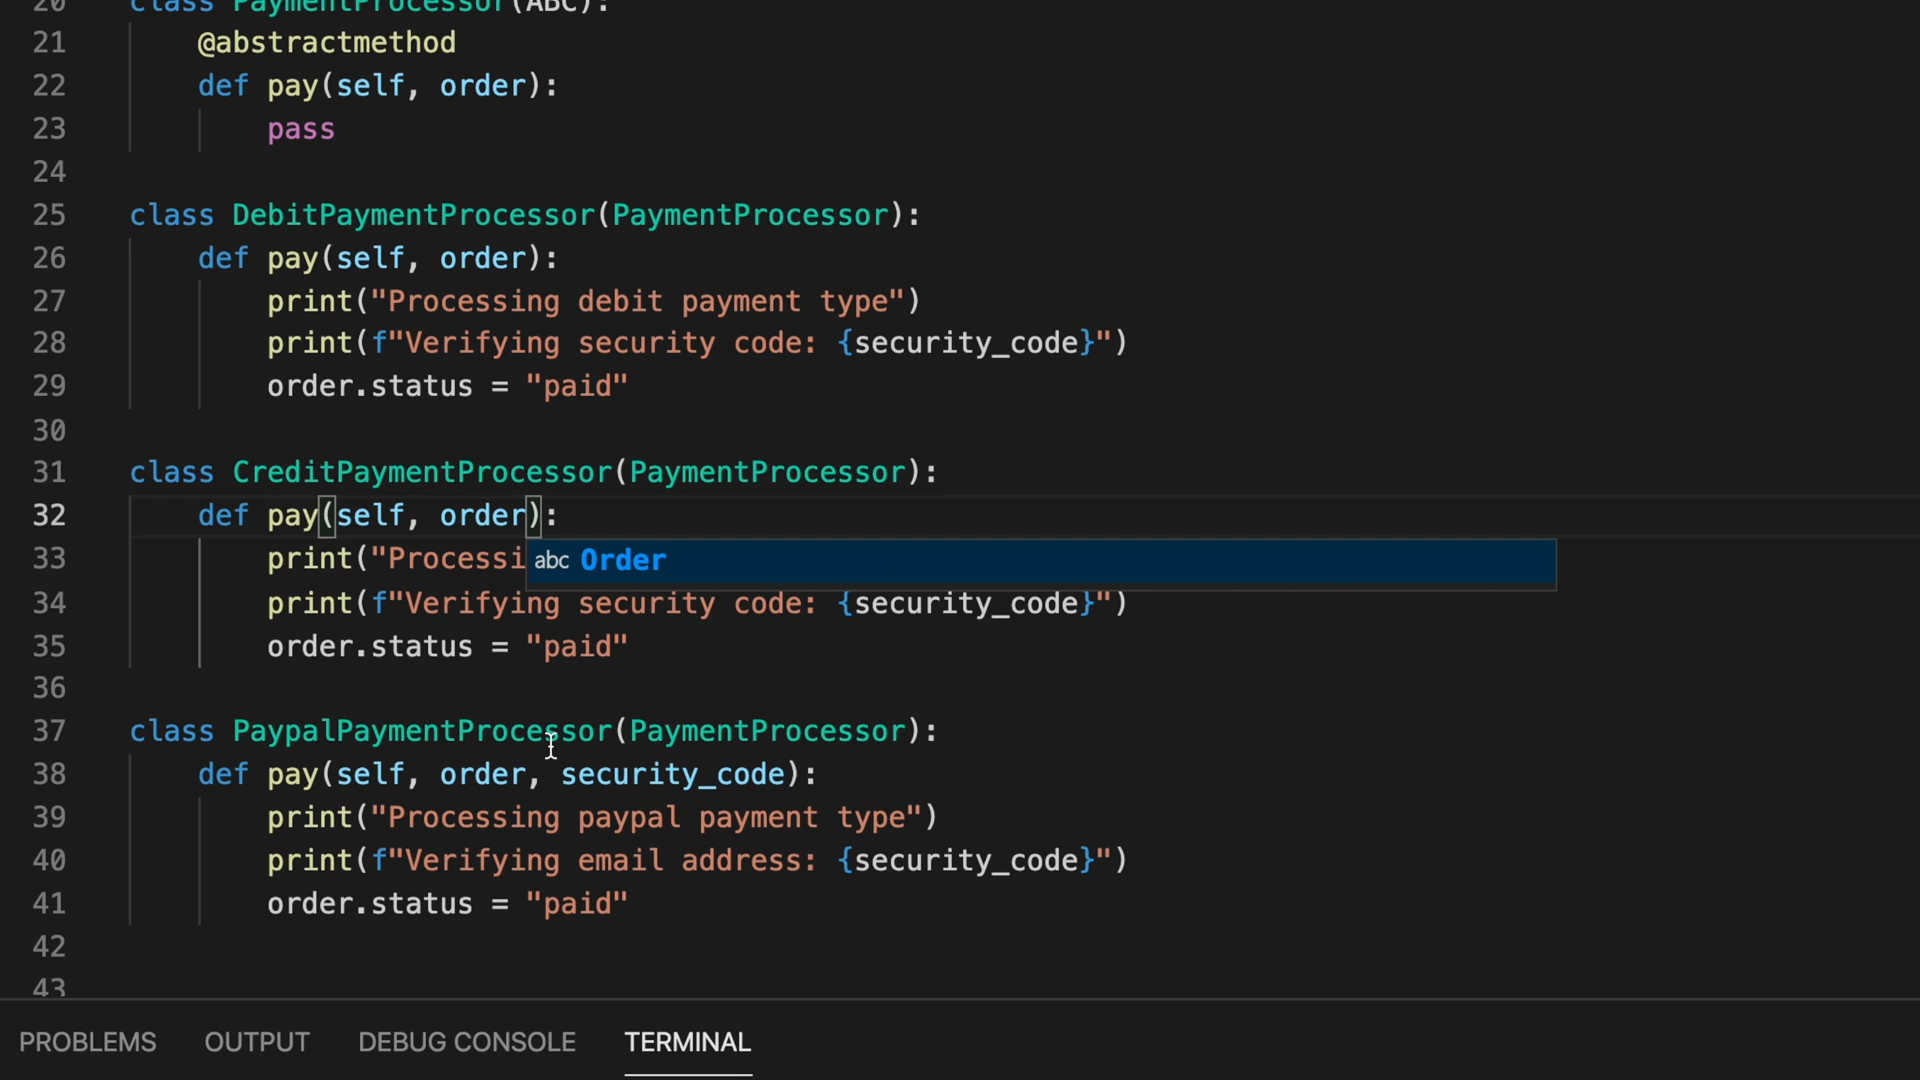 20 class PaymentProcessor(ABC):
21 @abstractmethod
22 def pay(self, order):
23 pass
24
25 class DebitPaymentProcessor(PaymentProcessor):
26 def pay(self, order):
27 print("Processing debit payment type")
28 print(f"Verifying security code: {security_code}")
29 order.status = "paid"
30
31 class CreditPaymentProcessor(PaymentProcessor):
32 def pay(self, order):
33 print("Processi
abc Order
34 print(f"Verifying security code: {security_code}")
35 order.status = "paid"
36
37 class PaypalPaymentProcessor(PaymentProcessor):
38 def pay(self, order, security_code):
39 print("Processing paypal payment type")
40 print(f"Verifying email address: {security_code}")
41 order.status = "paid"
42
43
PROBLEMS OUTPUT DEBUG CONSOLE TERMINAL